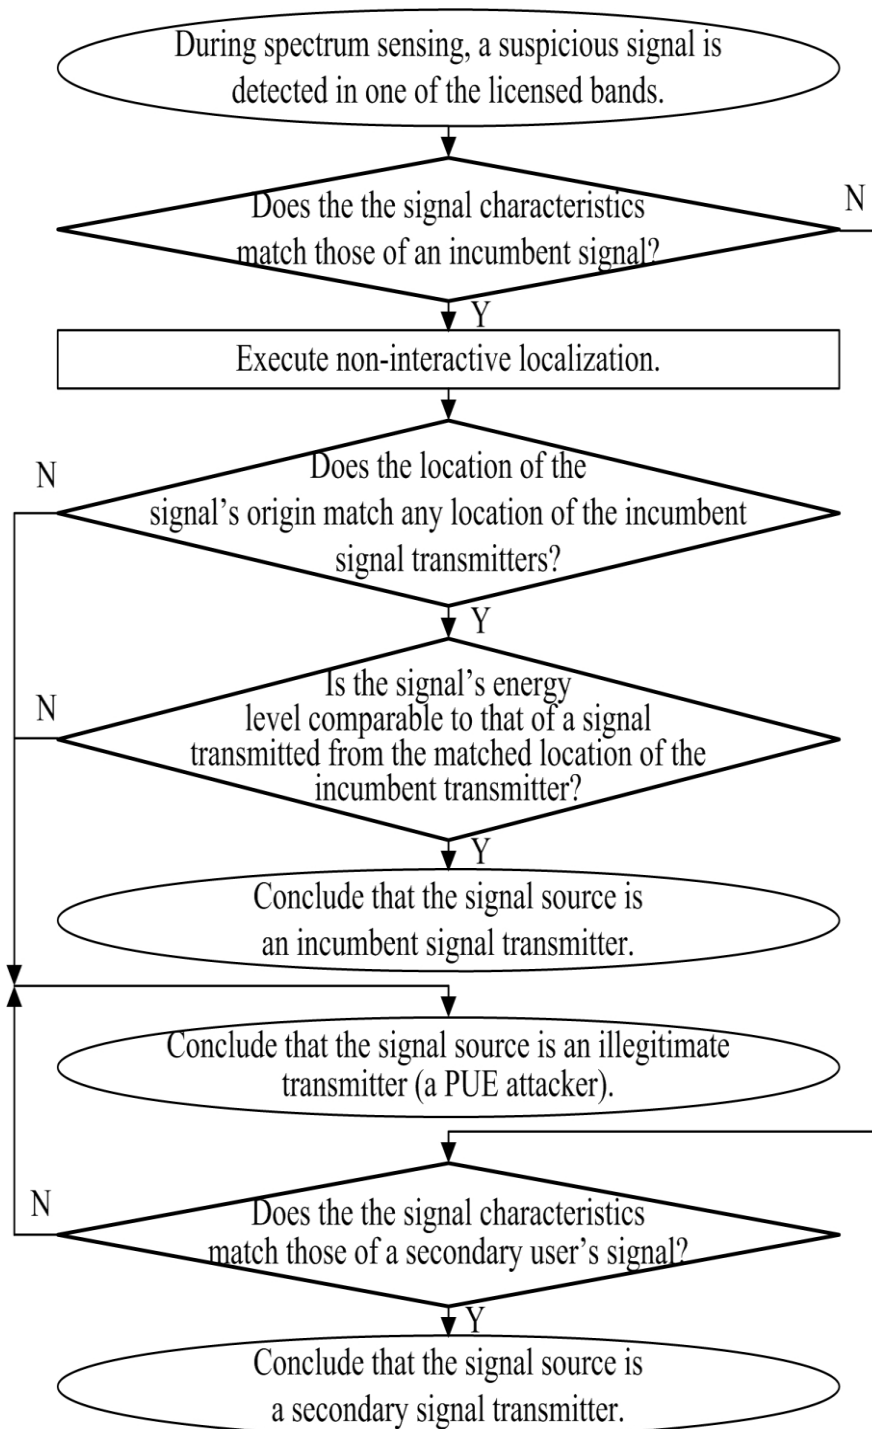 During spectrum sensing, a suspicious signal is
detected in one of the licensed bands.
Does the the signal characteristics
match those of an incumbent signal?
N
Y
Execute non-interactive localization.
N
Does the location of the
signal's origin match any location of the incumbent
signal transmitters?
Y
N
Is the signal's energy
level comparable to that of a signal
transmitted from the matched location of the
incumbent transmitter?
Y
Conclude that the signal source is
an incumbent signal transmitter.
Conclude that the signal source is an illegitimate
transmitter (a PUE attacker).
N
Does the the signal characteristics
match those of a secondary user's signal?
Y
Conclude that the signal source is
a secondary signal transmitter.